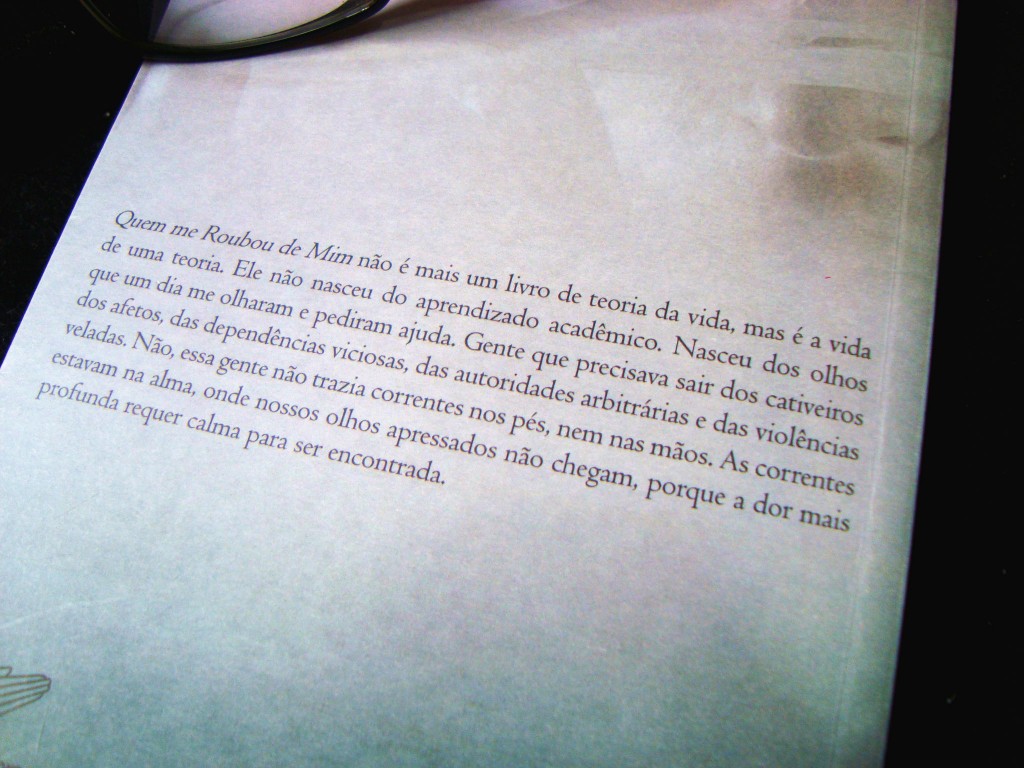 Quem me Roubou de Mim não é mais um livro de teoria da vida, mas é a vida
de uma teoria. Ele não nasceu do aprendizado acadêmico. Nasceu dos olhos
que um dia me olharam e pediram ajuda. Gente que precisava sair dos cativeiros
dos afetos, das dependências viciosas, das autoridades arbitrárias e das violências
veladas. Não, essa gente não trazia correntes nos pés, nem nas mãos. As correntes
estavam na alma, onde nossos olhos apressados não chegam, porque a dor mais
profunda requer calma para ser encontrada.